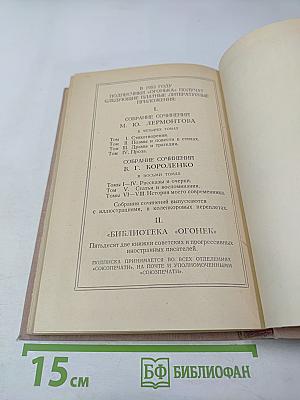 В 1953 ГОДУ
ПОДПИСЧИКИ «ОГОНЬКА» ПОЛУЧАТ
СЛЕДУЮЩИЕ ПЛАТНЫЕ ЛИТЕРАТУРНЫЕ
ПРИЛОЖЕНИЯ:
I.
СОБРАНИЕ СОЧИНЕНИЙ
М. Ю. ЛЕРМОНТОВА
В ЧЕТЫРЕХ ТОМАХ
Том I. Стихотворения.
Том II. Поэмы и повести в стихах.
Том III. Драмы и трагедии.
Том IV. Проза.
СОБРАНИЕ СОЧИНЕНИЙ
В. Г. КОРОЛЕНКО
В ВОСЬМИ ТОМАХ
Томы I—IV. Рассказы и очерки.
Том V. Статьи и воспоминания.
Томы VI—VIII. История моего современника.
Собрания сочинений выпускаются
с иллюстрациями, в коленкоровых переплетах.
II.
«БИБЛИОТЕКА «ОГОНЕК»
Пятьдесят две книжки советских и прогрессивных
иностранных писателей.
ПОДПИСКА ПРИНИМАЕТСЯ ВО ВСЕХ ОТДЕЛЕНИЯХ
«СОЮЗПЕЧАТИ», НА ПОЧТЕ И УПОЛНОМОЧЕННЫМИ
«СОЮЗПЕЧАТИ».
15 см
БФ БИБЛИОФАН